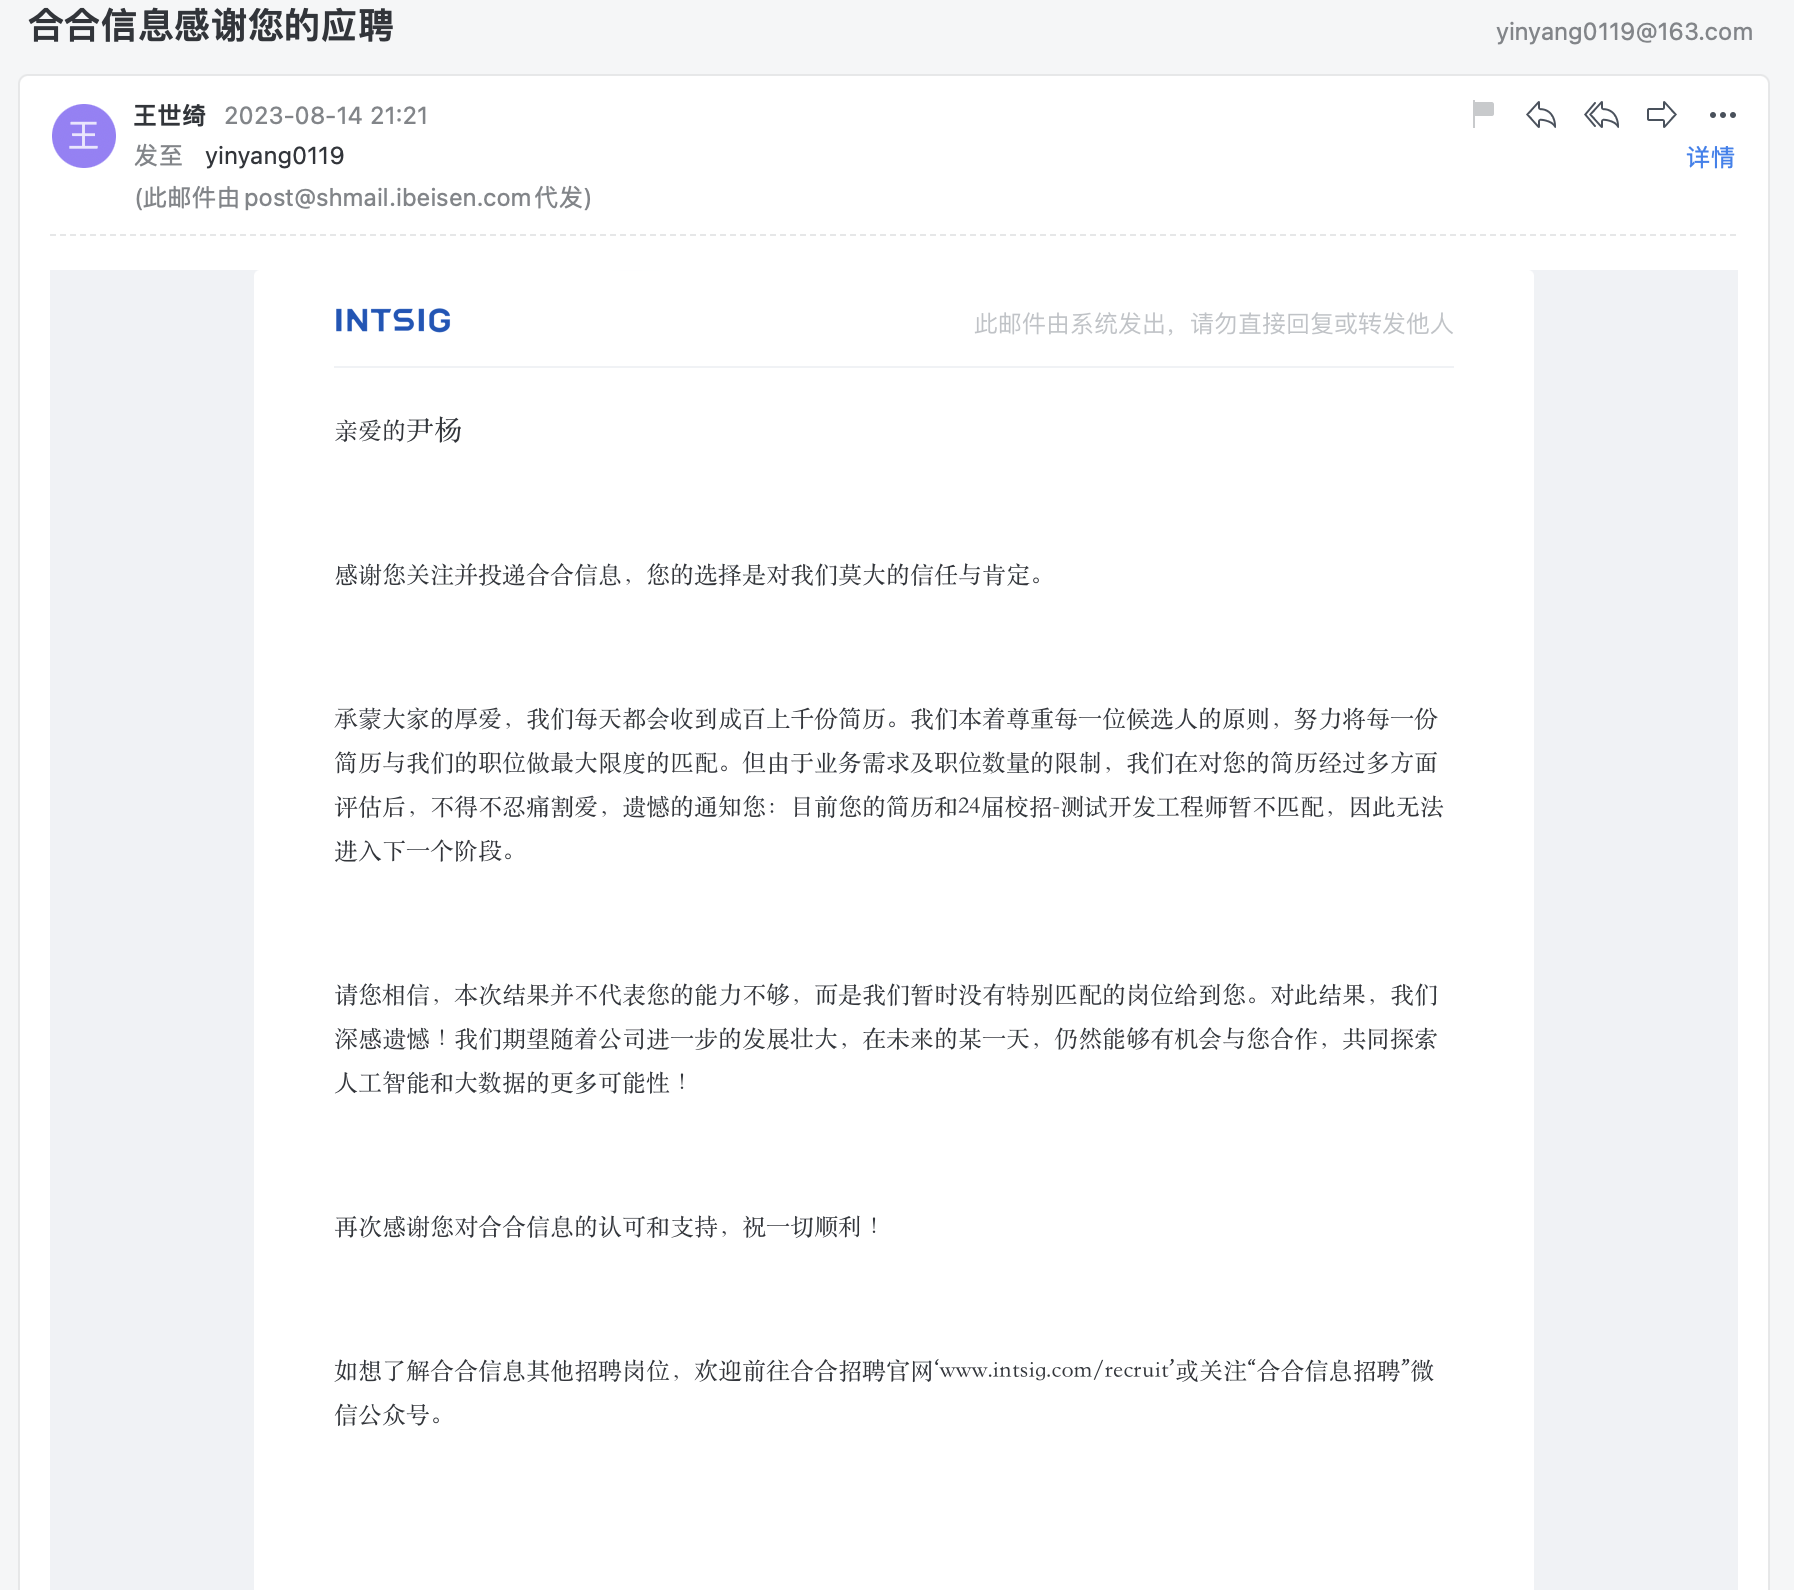 合合信息感谢您的应聘
yinyang0119@163.com
王
王世绮 2023-08-14 21:21
发至 yinyang0119
详情
(此邮件由post@shmail.ibeisen.com代发)
INTSIG
此邮件由系统发出，请勿直接回复或转发他人
亲爱的尹杨
感谢您关注并投递合合信息，您的选择是对我们莫大的信任与肯定。
承蒙大家的厚爱，我们每天都会收到成百上千份简历。我们本着尊重每一位候选人的原则，努力将每一份
简历与我们的职位做最大限度的匹配。但由于业务需求及职位数量的限制，我们在对您的简历经过多方面
评估后，不得不忍痛割爱，遗憾的通知您：目前您的简历和24届校招-测试开发工程师暂不匹配，因此无法
进入下一个阶段。
请您相信，本次结果并不代表您的能力不够，而是我们暂时没有特别匹配的岗位给到您。对此结果，我们
深感遗憾！我们期望随着公司进一步的发展壮大，在未来的某一天，仍然能够有机会与您合作，共同探索
人工智能和大数据的更多可能性！
再次感谢您对合合信息的认可和支持，祝一切顺利！
如想了解合合信息其他招聘岗位，欢迎前往合合招聘官网‘www.intsig.com/recruit’或关注“合合信息招聘”微
信公众号。